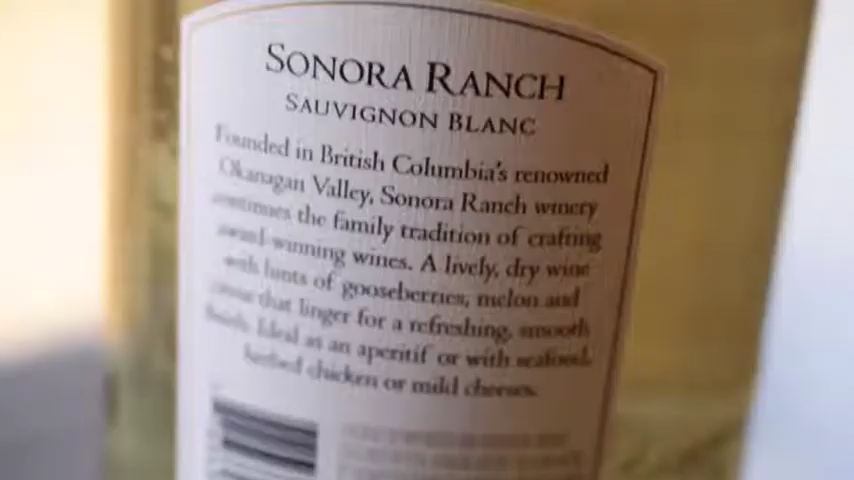 SONORA RANCH
SAUVIGNON BLANC
Founded in British Columbia's renowned
Okanagan Valley, Sonora Ranch winery
continues the family tradition of crafting
award-winning wines. A lively, dry wine
with hints of gooseberries, melon and
that linger for a refreshing, smooth
finish. Ideal as an aperitif or with seafood,
herbed chicken or mild cheeses.